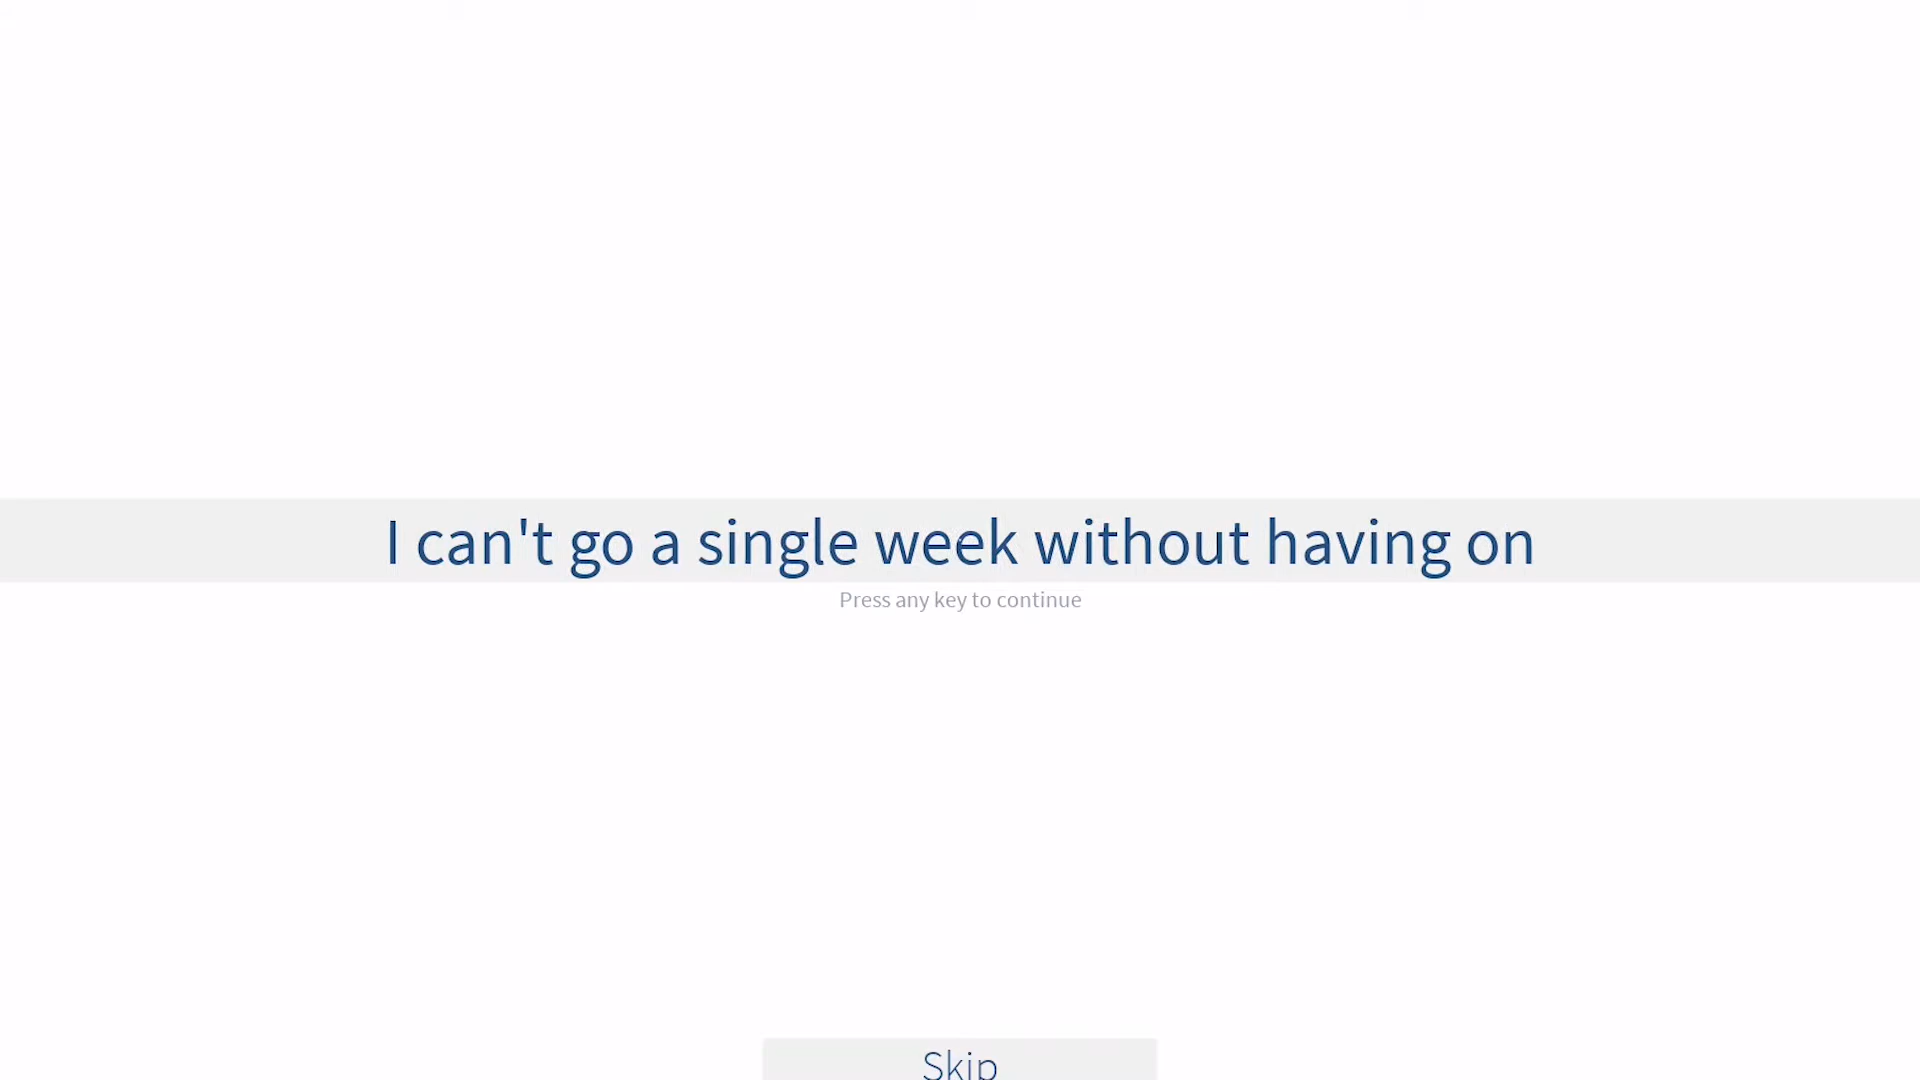 I can't go a single week without having on
Press any key to continue
Skip